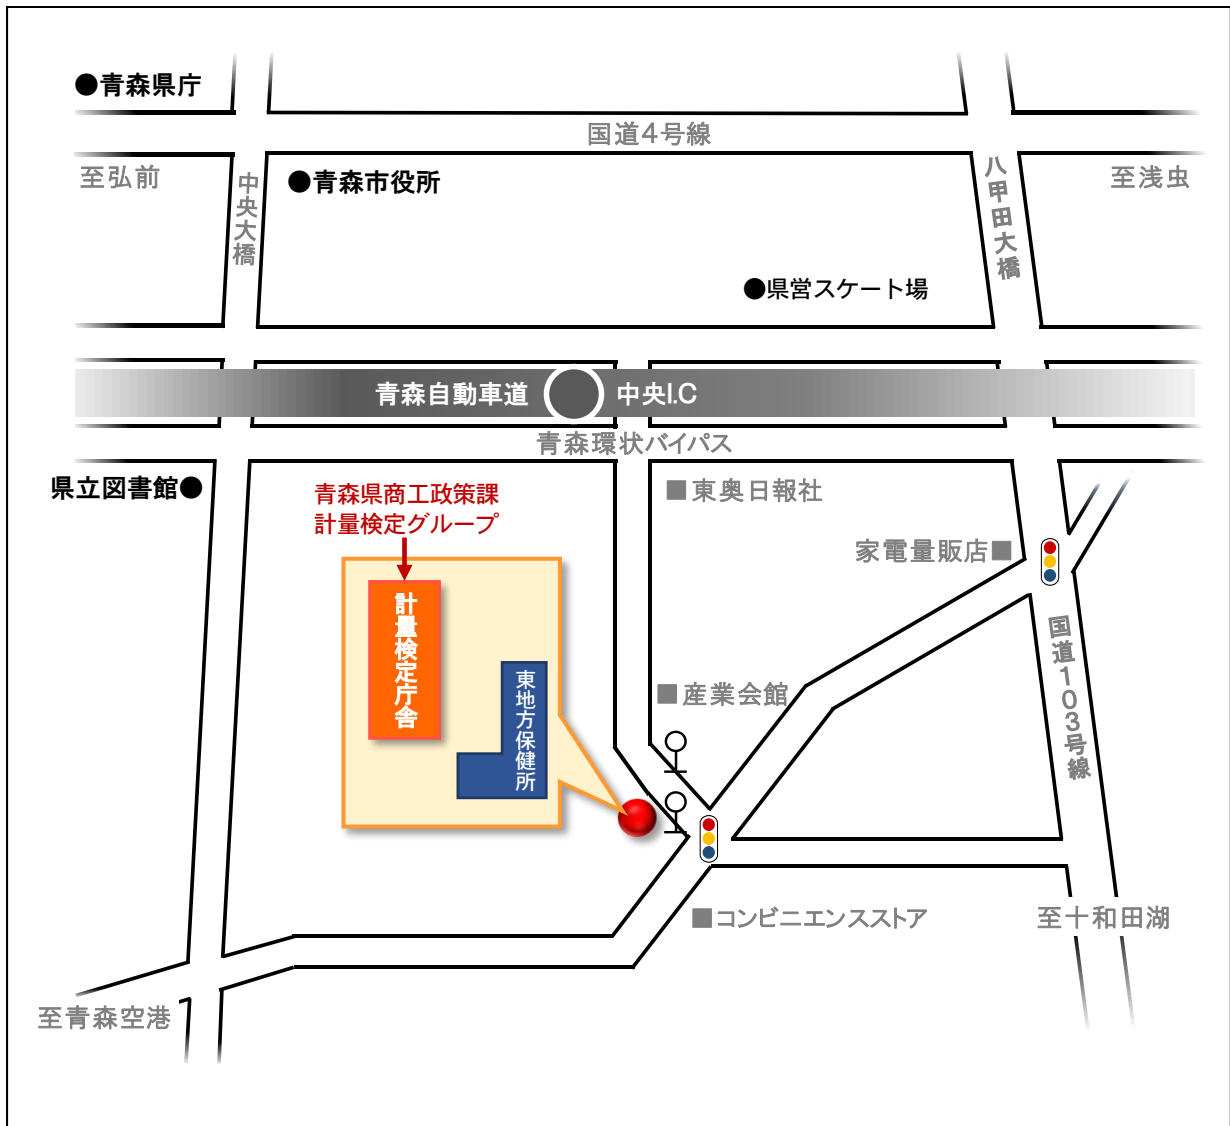 ●青森県庁
国道4号線
至弘前
●青森市役所
至浅虫
中央大橋
八甲田大橋
●県営スケート場
青森自動車道
中央I.C
青森環状バイパス
県立図書館●
青森県商工政策課
計量検定グループ
■東奥日報社
家電量販店■
計量検定庁舎
東地方保健所
国道103号線
■産業会館
■コンビニエンスストア
至十和田湖
至青森空港